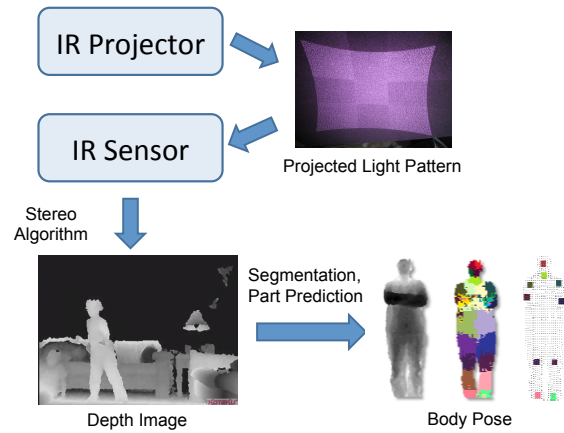 IR Projector
IR Sensor
Projected Light Pattern
Stereo
Algorithm
Segmentation,
Part Prediction
Depth Image
Body Pose